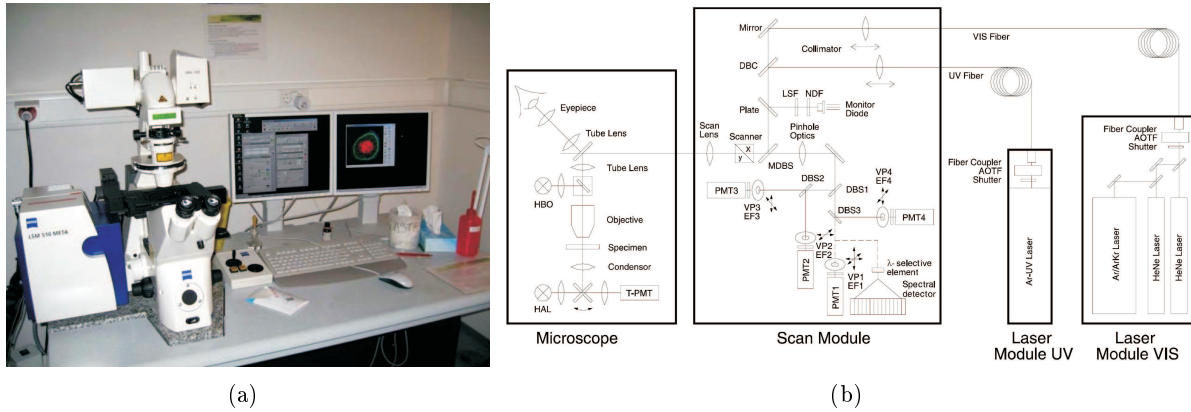 LSM 510 META
(a)
Eyepiece
Tube Lens
Tube Lens
HBO
Objective
Specimen
Condensor
HAL
T-PMT
Microscope
Mirror
Collimator
DBC
Plate
LSF NDF
Monitor
Diode
Scan
Lens
Scanner
x
y
Pinhole
Optics
MDBS
DBS2
DBS1
VP4
EF4
PMT3
VP3
EF3
DBS3
PMT4
PMT2
VP2
EF2
PMT1
VP1
EF1
λ- selective
element
Spectral
detector
Scan Module
VIS Fiber
UV Fiber
Fiber Coupler
AOTF
Shutter
Ar-UV Laser
Laser
Module UV
Fiber Coupler
AOTF
Shutter
Ar/ArKr Laser
HeNe Laser
HeNe Laser
Laser
Module VIS
(b)